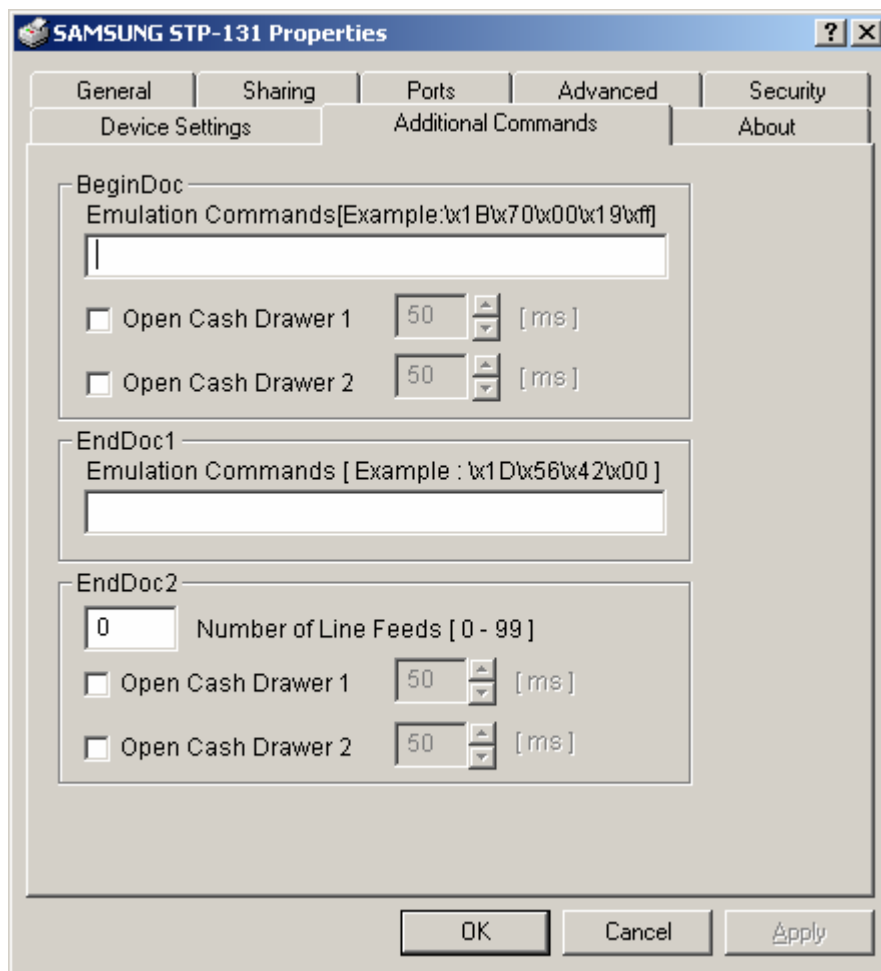 SAMSUNG STP-131 Properties
General Sharing Ports Advanced Security
Device Settings Additional Commands About
BeginDoc
Emulation Commands[Example:\x1B\x70\x00\x19\xff]
Open Cash Drawer 1 50 [ ms ]
Open Cash Drawer 2 50 [ ms ]
EndDoc1
Emulation Commands [ Example : \x1D\x56\x42\x00 ]
EndDoc2
0 Number of Line Feeds [ 0 - 99 ]
Open Cash Drawer 1 50 [ ms ]
Open Cash Drawer 2 50 [ ms ]
OK Cancel Apply